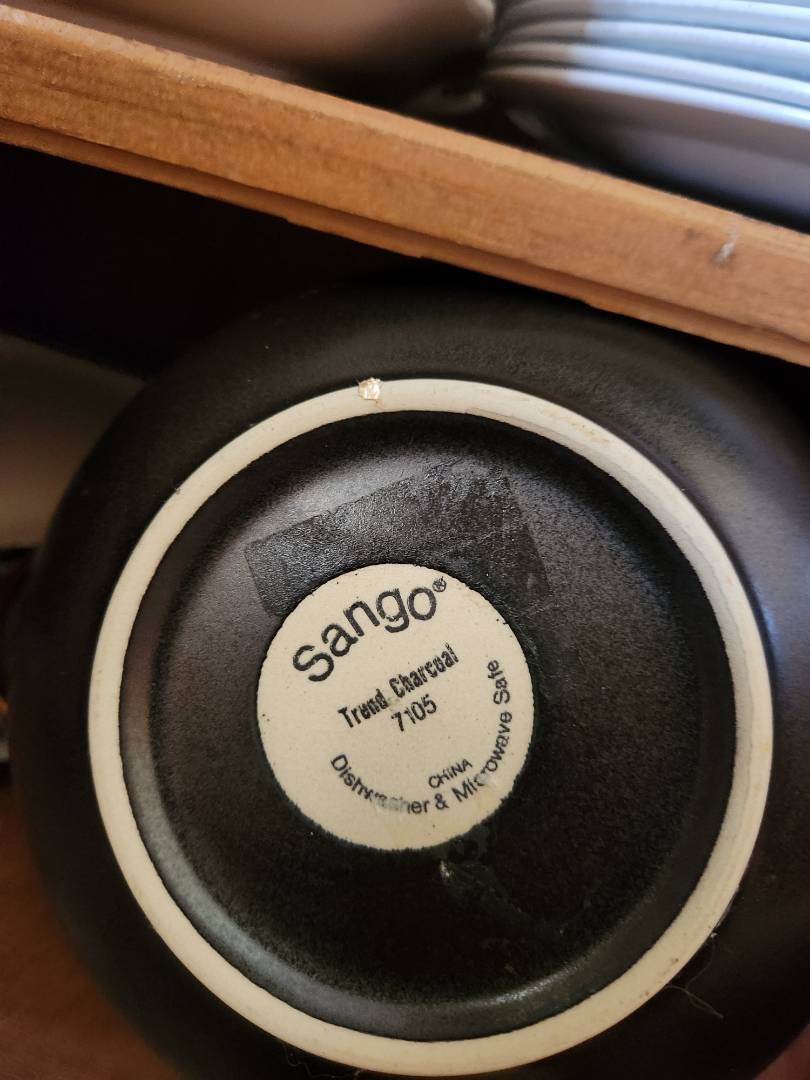 Sango®
Trend Charcoal
7105
CHINA
Dishwasher & Microwave Safe